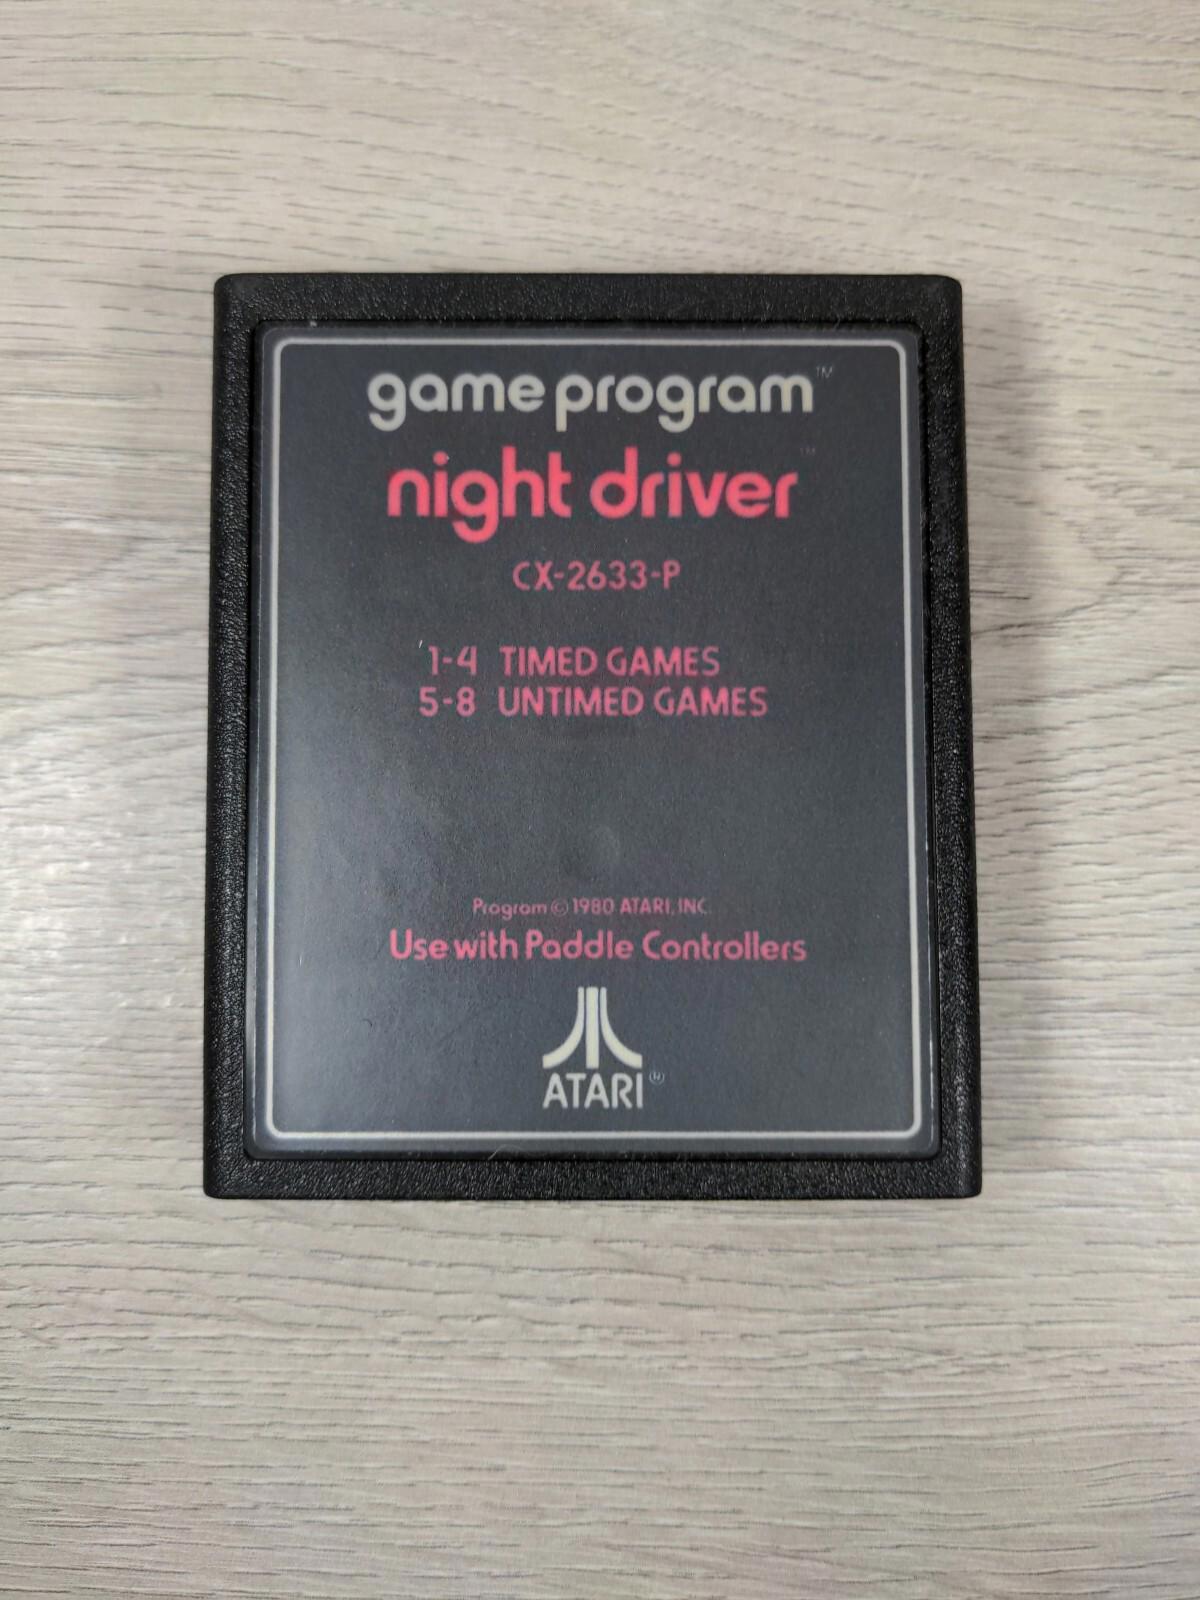 game program™
night driver™
CX-2633-P
1-4 TIMED GAMES
5-8 UNTIMED GAMES
Program © 1980 ATARI, INC.
Use with Paddle Controllers
ATARI®